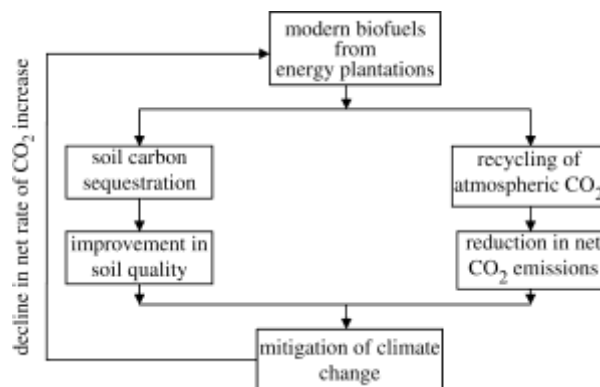 modern biofuels
from
energy plantations
decline in net rate of CO₂ increase
soil carbon
sequestration
recycling of
atmospheric CO₂
improvement in
soil quality
reduction in net
CO₂ emissions
mitigation of climate
change